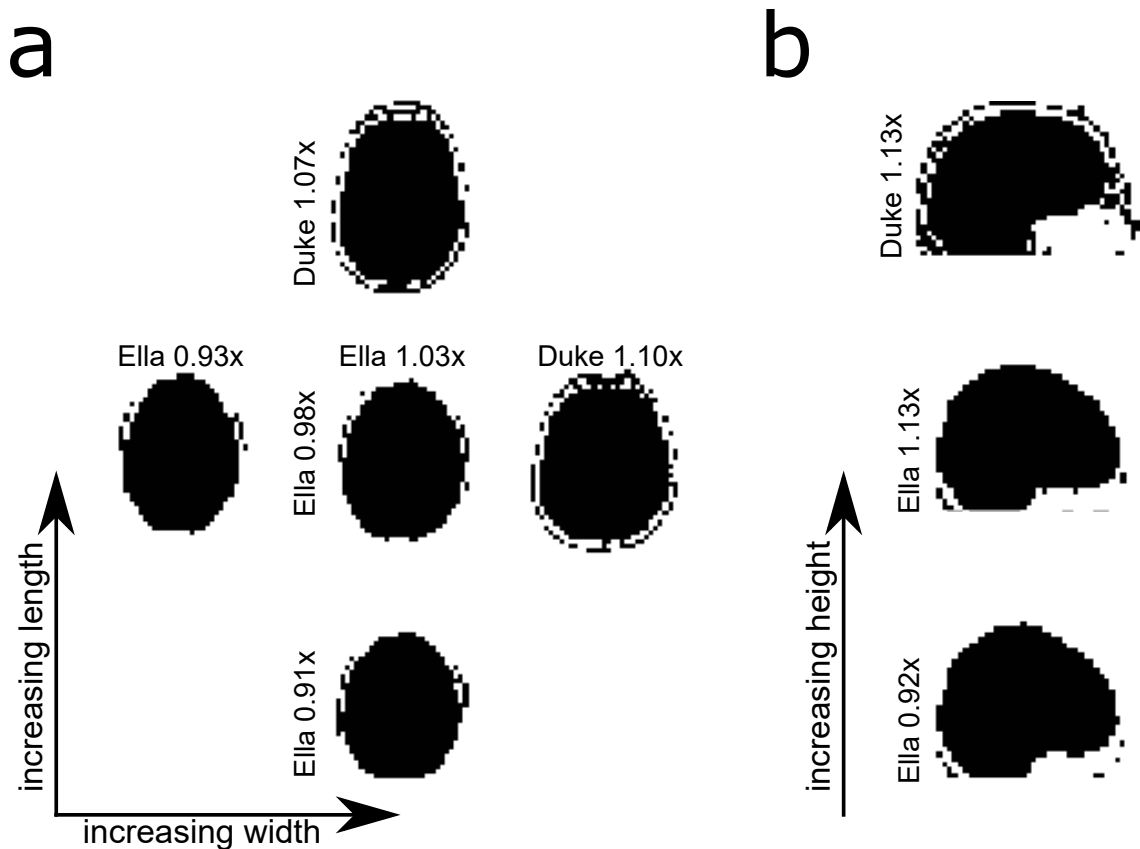 a
b
Duke 1.07x
Duke 1.13x
Ella 0.93x
Ella 1.03x
Duke 1.10x
Ella 0.98x
Ella 1.13x
Ella 0.91x
Ella 0.92x
increasing length
increasing width
increasing height